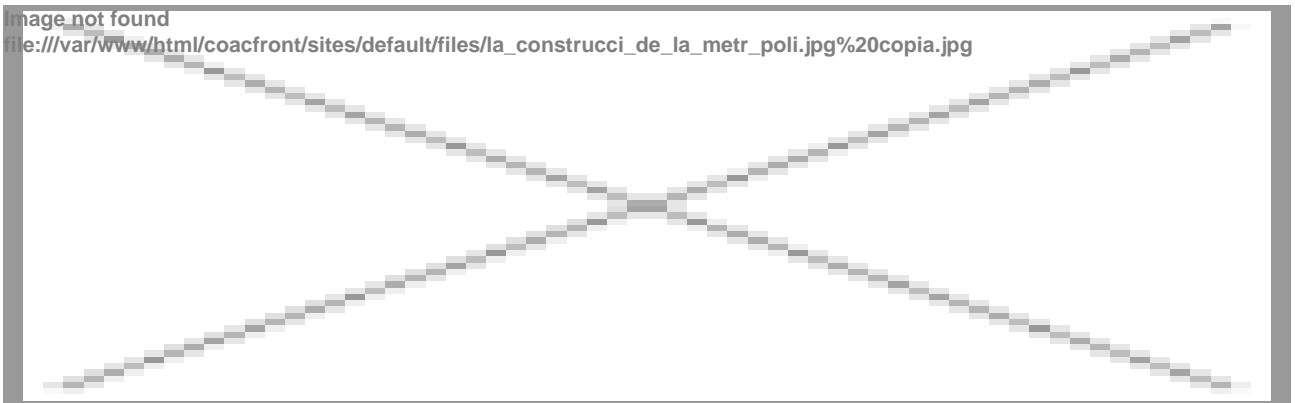 Image not found
file:///var/www/html/coacfront/sites/default/files/la_construcci_de_la_metr_poli.jpg%20copia.jpg